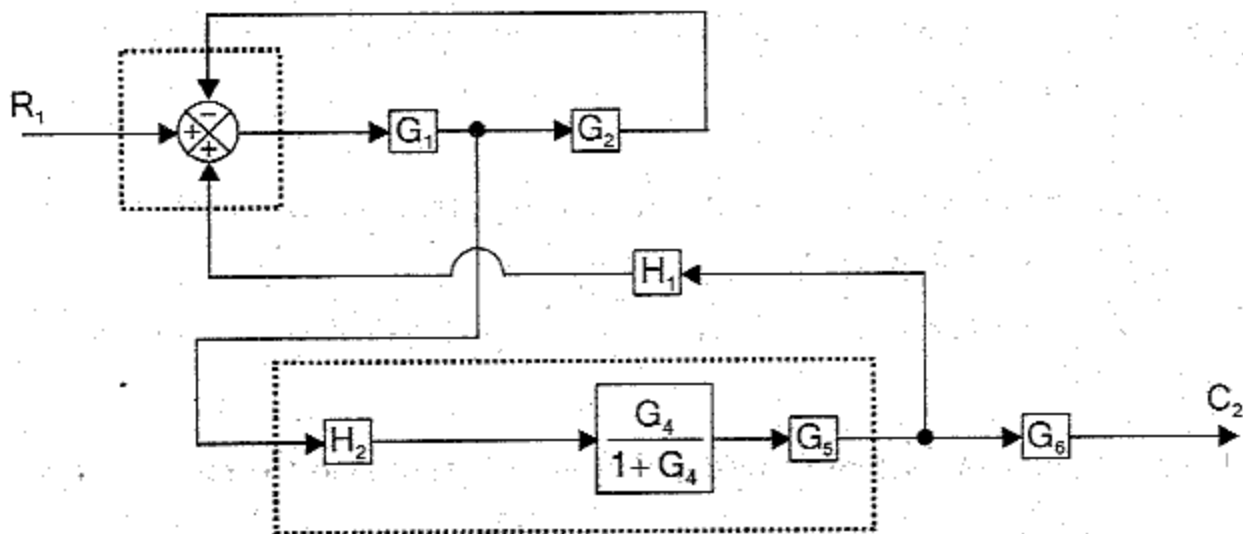 R₁
−
+
+
G₁
G₂
H₁
H₂
G₄
1 + G₄
G₅
G₆
C₂